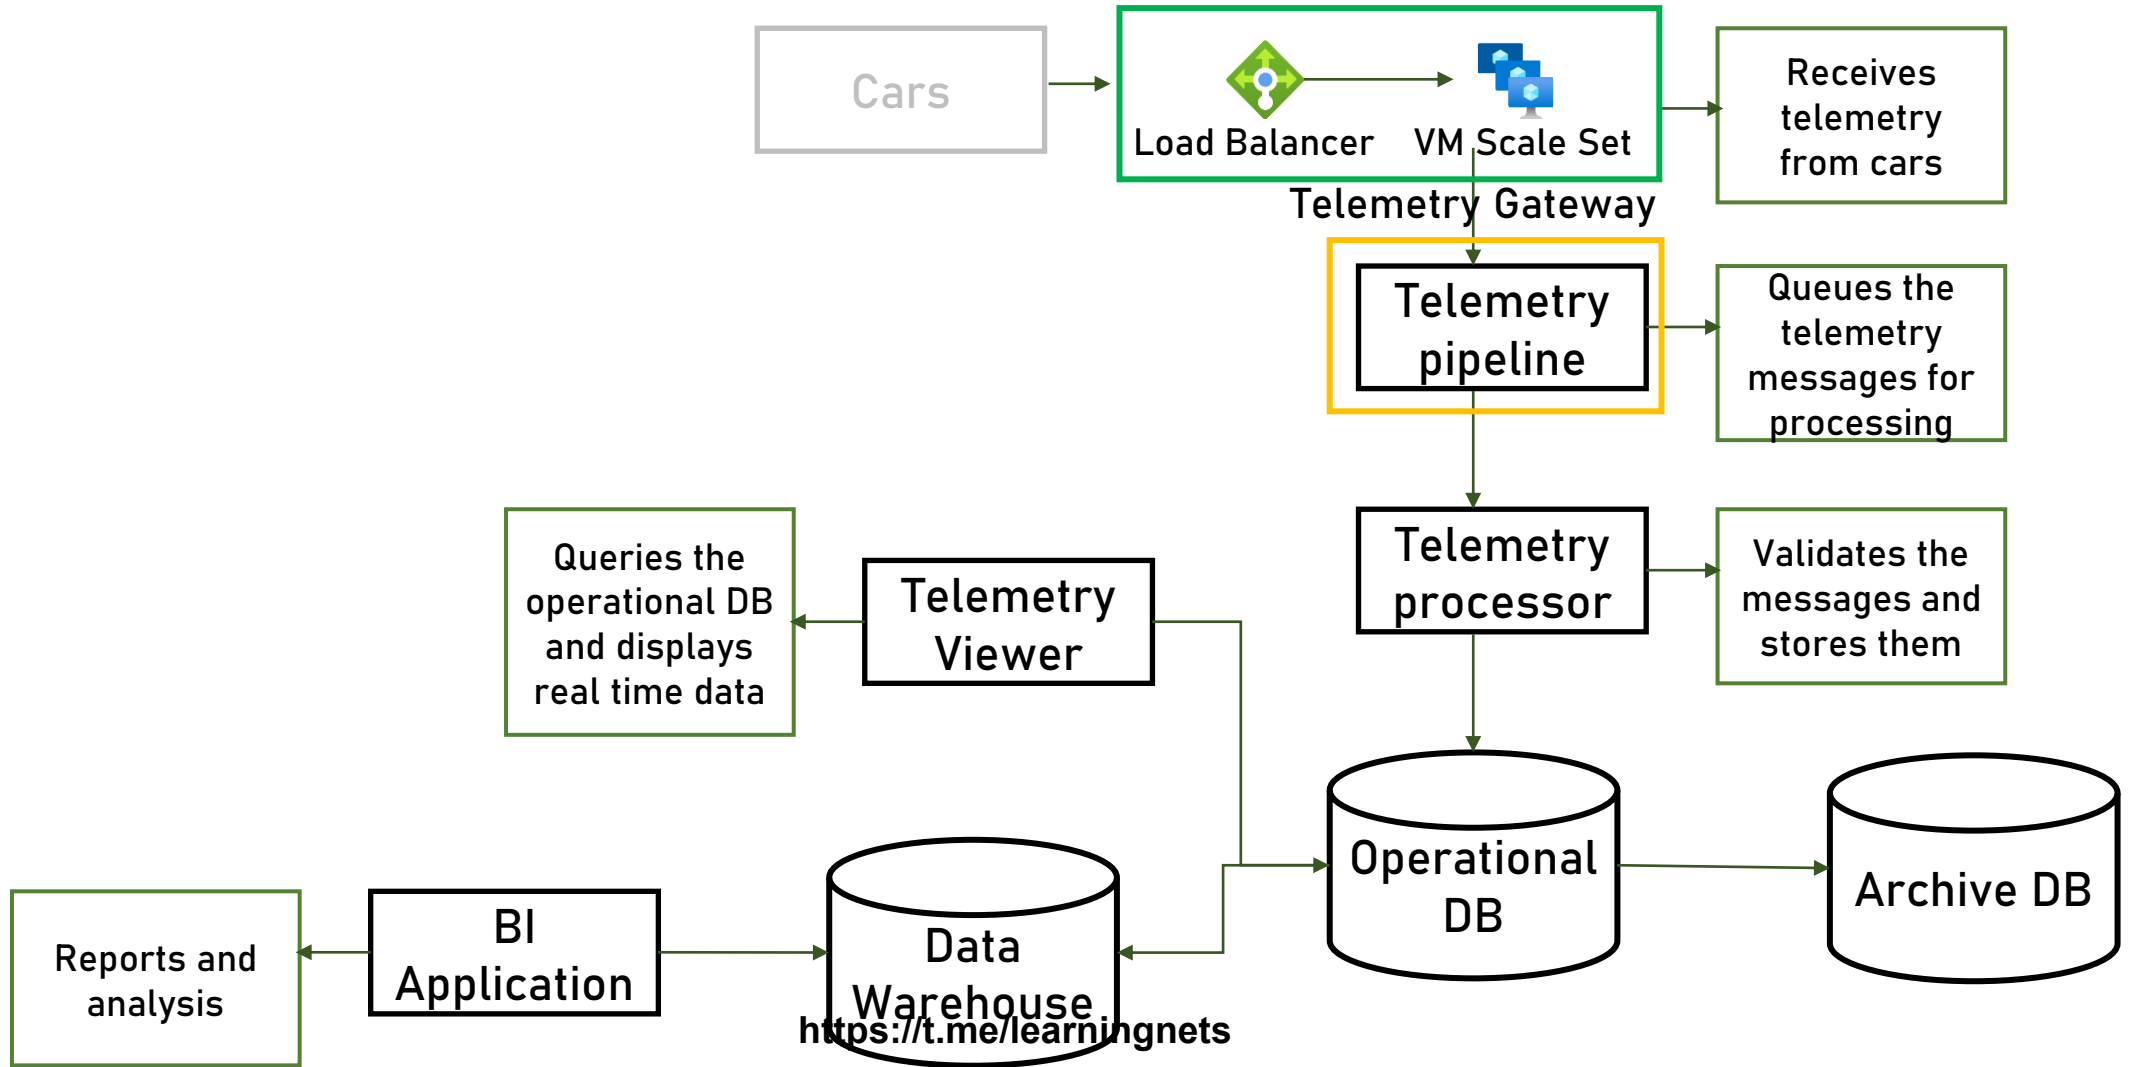 Cars
Load Balancer
VM Scale Set
Telemetry Gateway
Receives
telemetry
from cars
Telemetry
pipeline
Queues the
telemetry
messages for
processing
Telemetry
processor
Validates the
messages and
stores them
Queries the
operational DB
and displays
real time data
Telemetry
Viewer
Operational
DB
Archive DB
Reports and
analysis
BI
Application
Data
Warehouse
https://t.me/learningnets